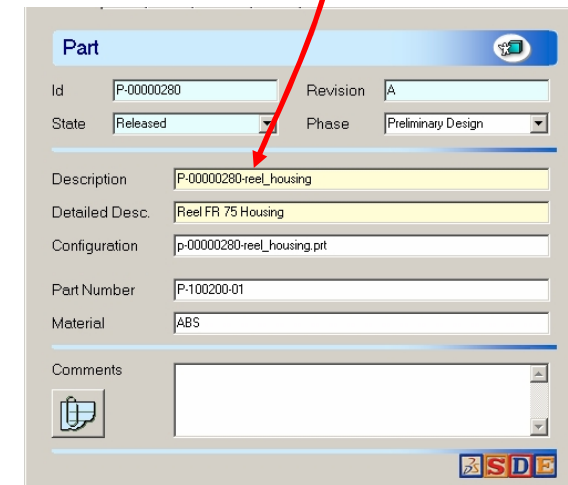 Part
Id P-00000280 Revision A
State Released Phase Preliminary Design
Description P-00000280-reel_housing
Detailed Desc. Reel FR 75 Housing
Configuration p-00000280-reel_housing.prt
Part Number P-100200-01
Material ABS
Comments
S D E